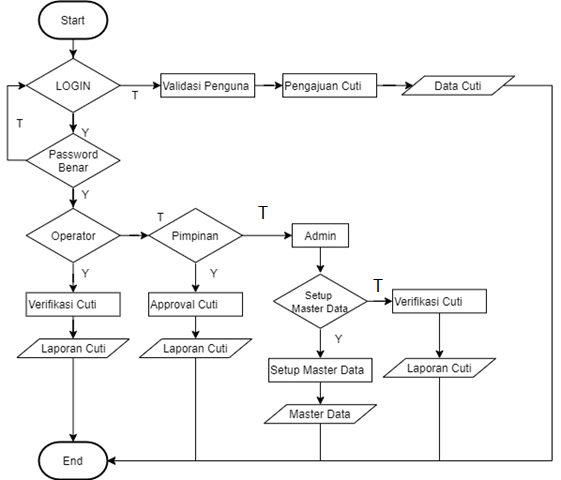 Start
LOGIN
T
Validasi Penguna
Pengajuan Cuti
Data Cuti
T
Y
Password
Benar
Y
Operator
T
Pimpinan
T
Admin
Y
Y
Setup
Master Data
T
Verifikasi Cuti
Approval Cuti
Verifikasi Cuti
Y
Laporan Cuti
Laporan Cuti
Setup Master Data
Laporan Cuti
Master Data
End